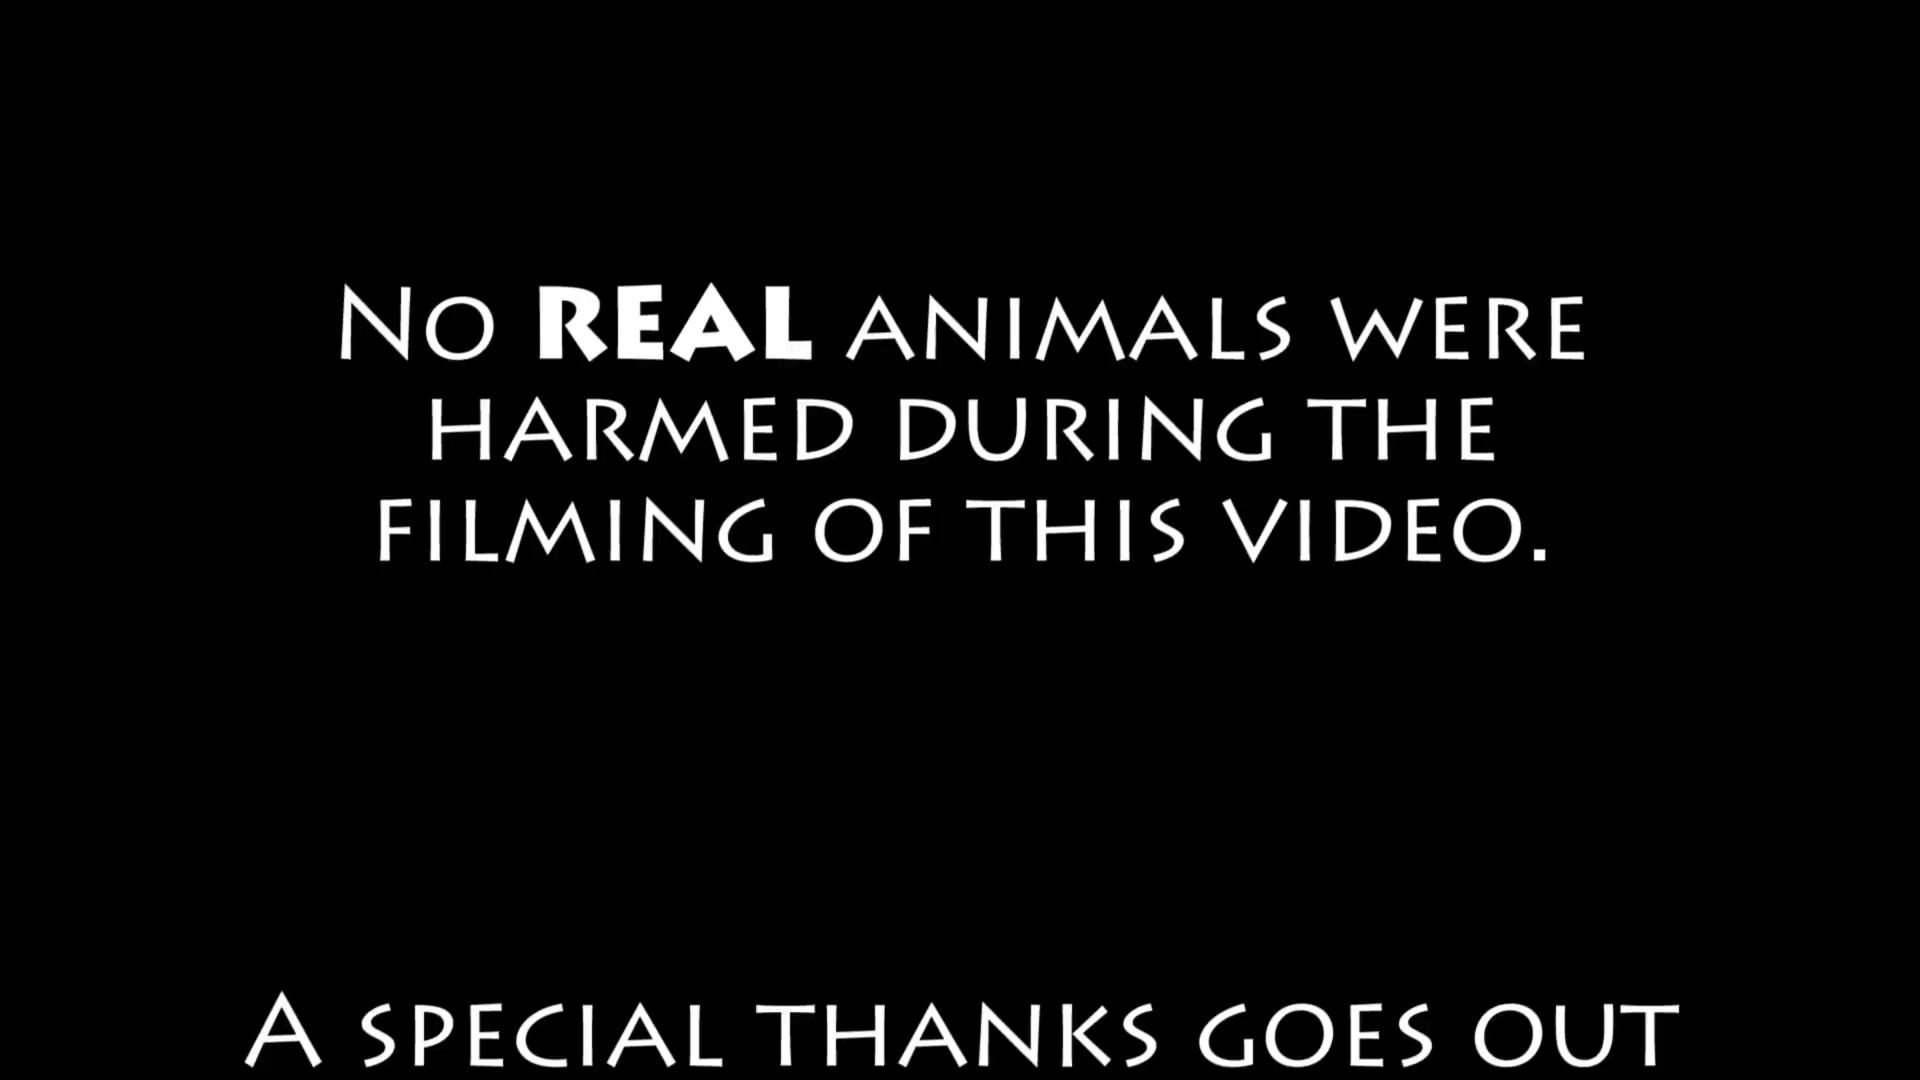 No REAL animals were
harmed during the
filming of this video.
A special thanks goes out